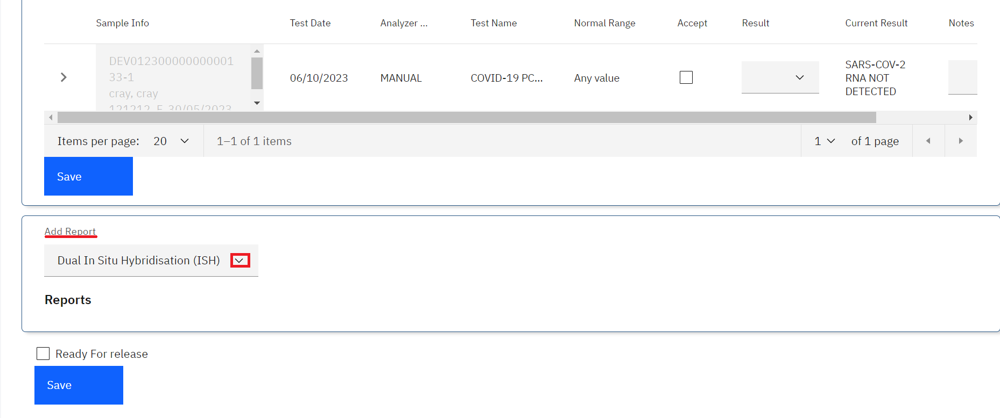 Sample Info Test Date Analyzer ... Test Name Normal Range Accept Result Current Result Notes
DEV012300000000001
33-1
cray, cray
121212, F, 30/05/2023
06/10/2023 MANUAL COVID-19 PC... Any value
SARS-COV-2
RNA NOT
DETECTED
Items per page: 20 1–1 of 1 items 1 of 1 page
Save
Add Report
Dual In Situ Hybridisation (ISH)
Reports
Ready For release
Save